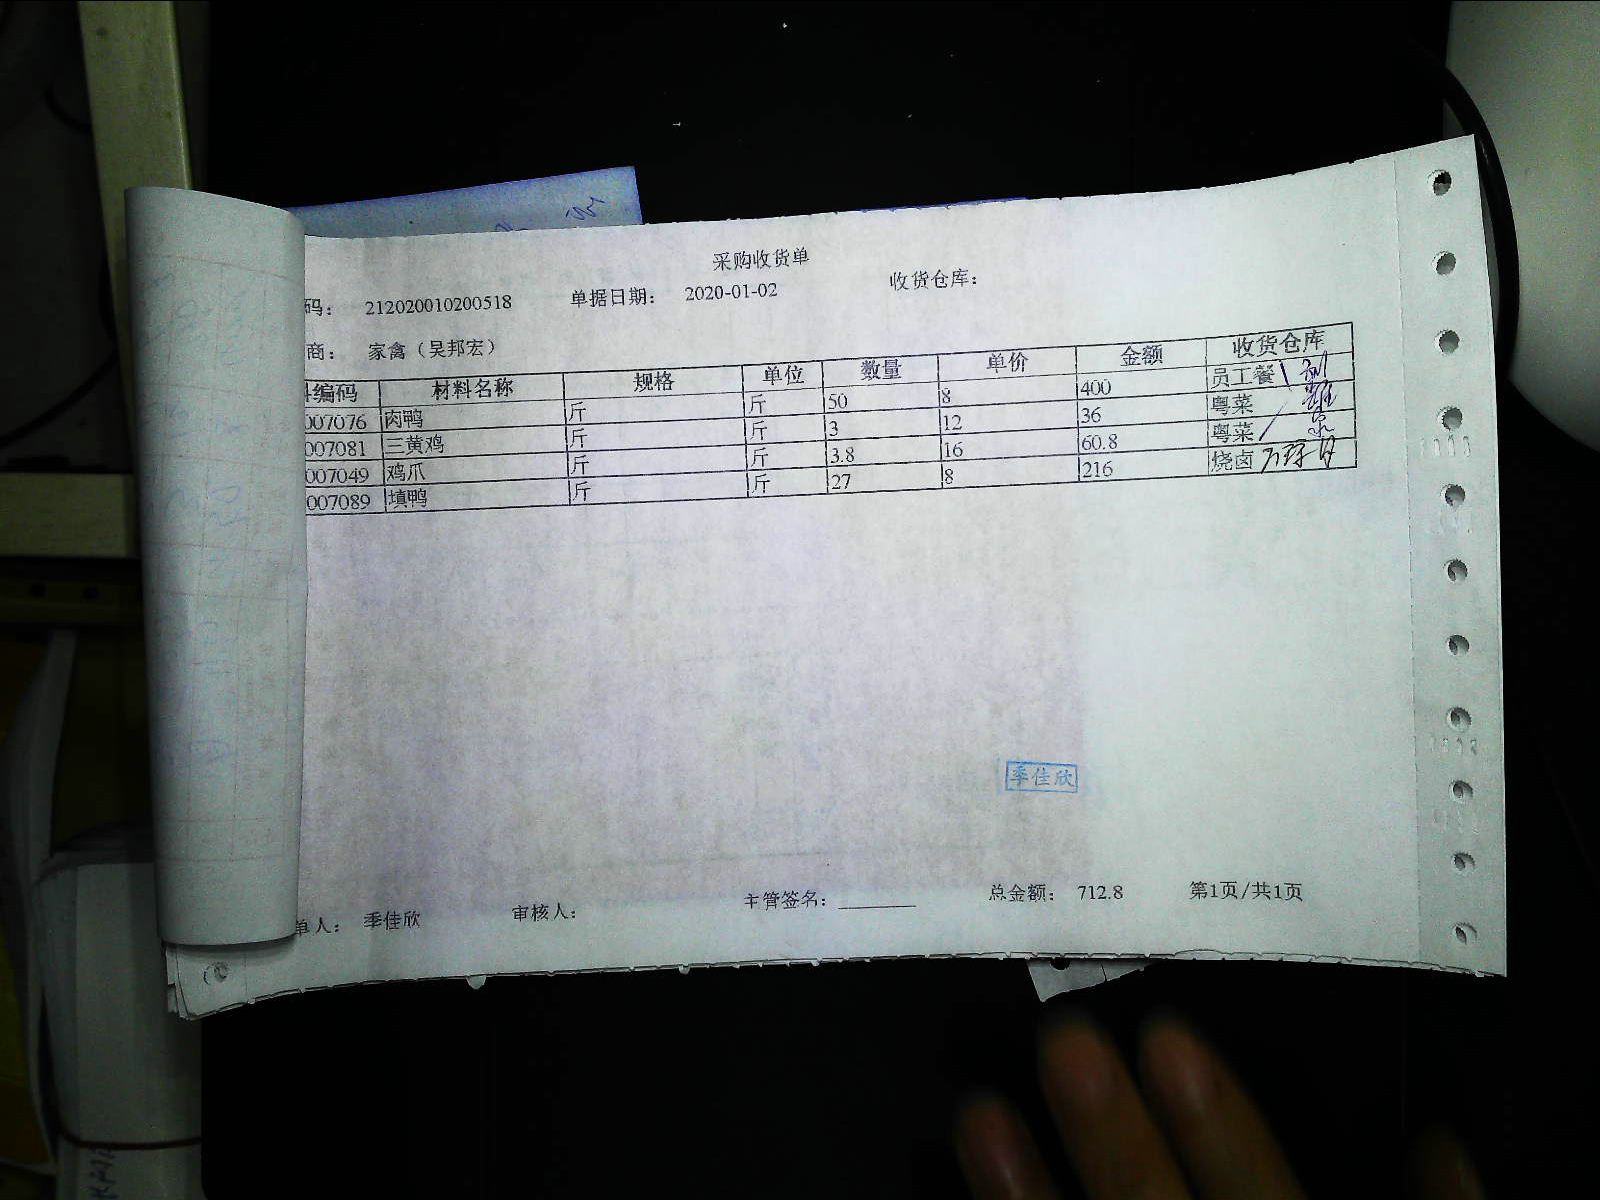 采购收货单
码： 212020010200518 单据日期： 2020-01-02 收货仓库：
商： 家禽（吴邦宏）
编码 材料名称 规格 单位 数量 单价 金额 收货仓库
007076 肉鸭 斤 斤 50 8 400 员工餐
007081 三黄鸡 斤 斤 3 12 36 粤菜
007049 鸡爪 斤 斤 3.8 16 60.8 粤菜
007089 填鸭 斤 斤 27 8 216 烧卤
季佳欣
单人： 季佳欣 审核人： 主管签名： 总金额： 712.8 第1页/共1页